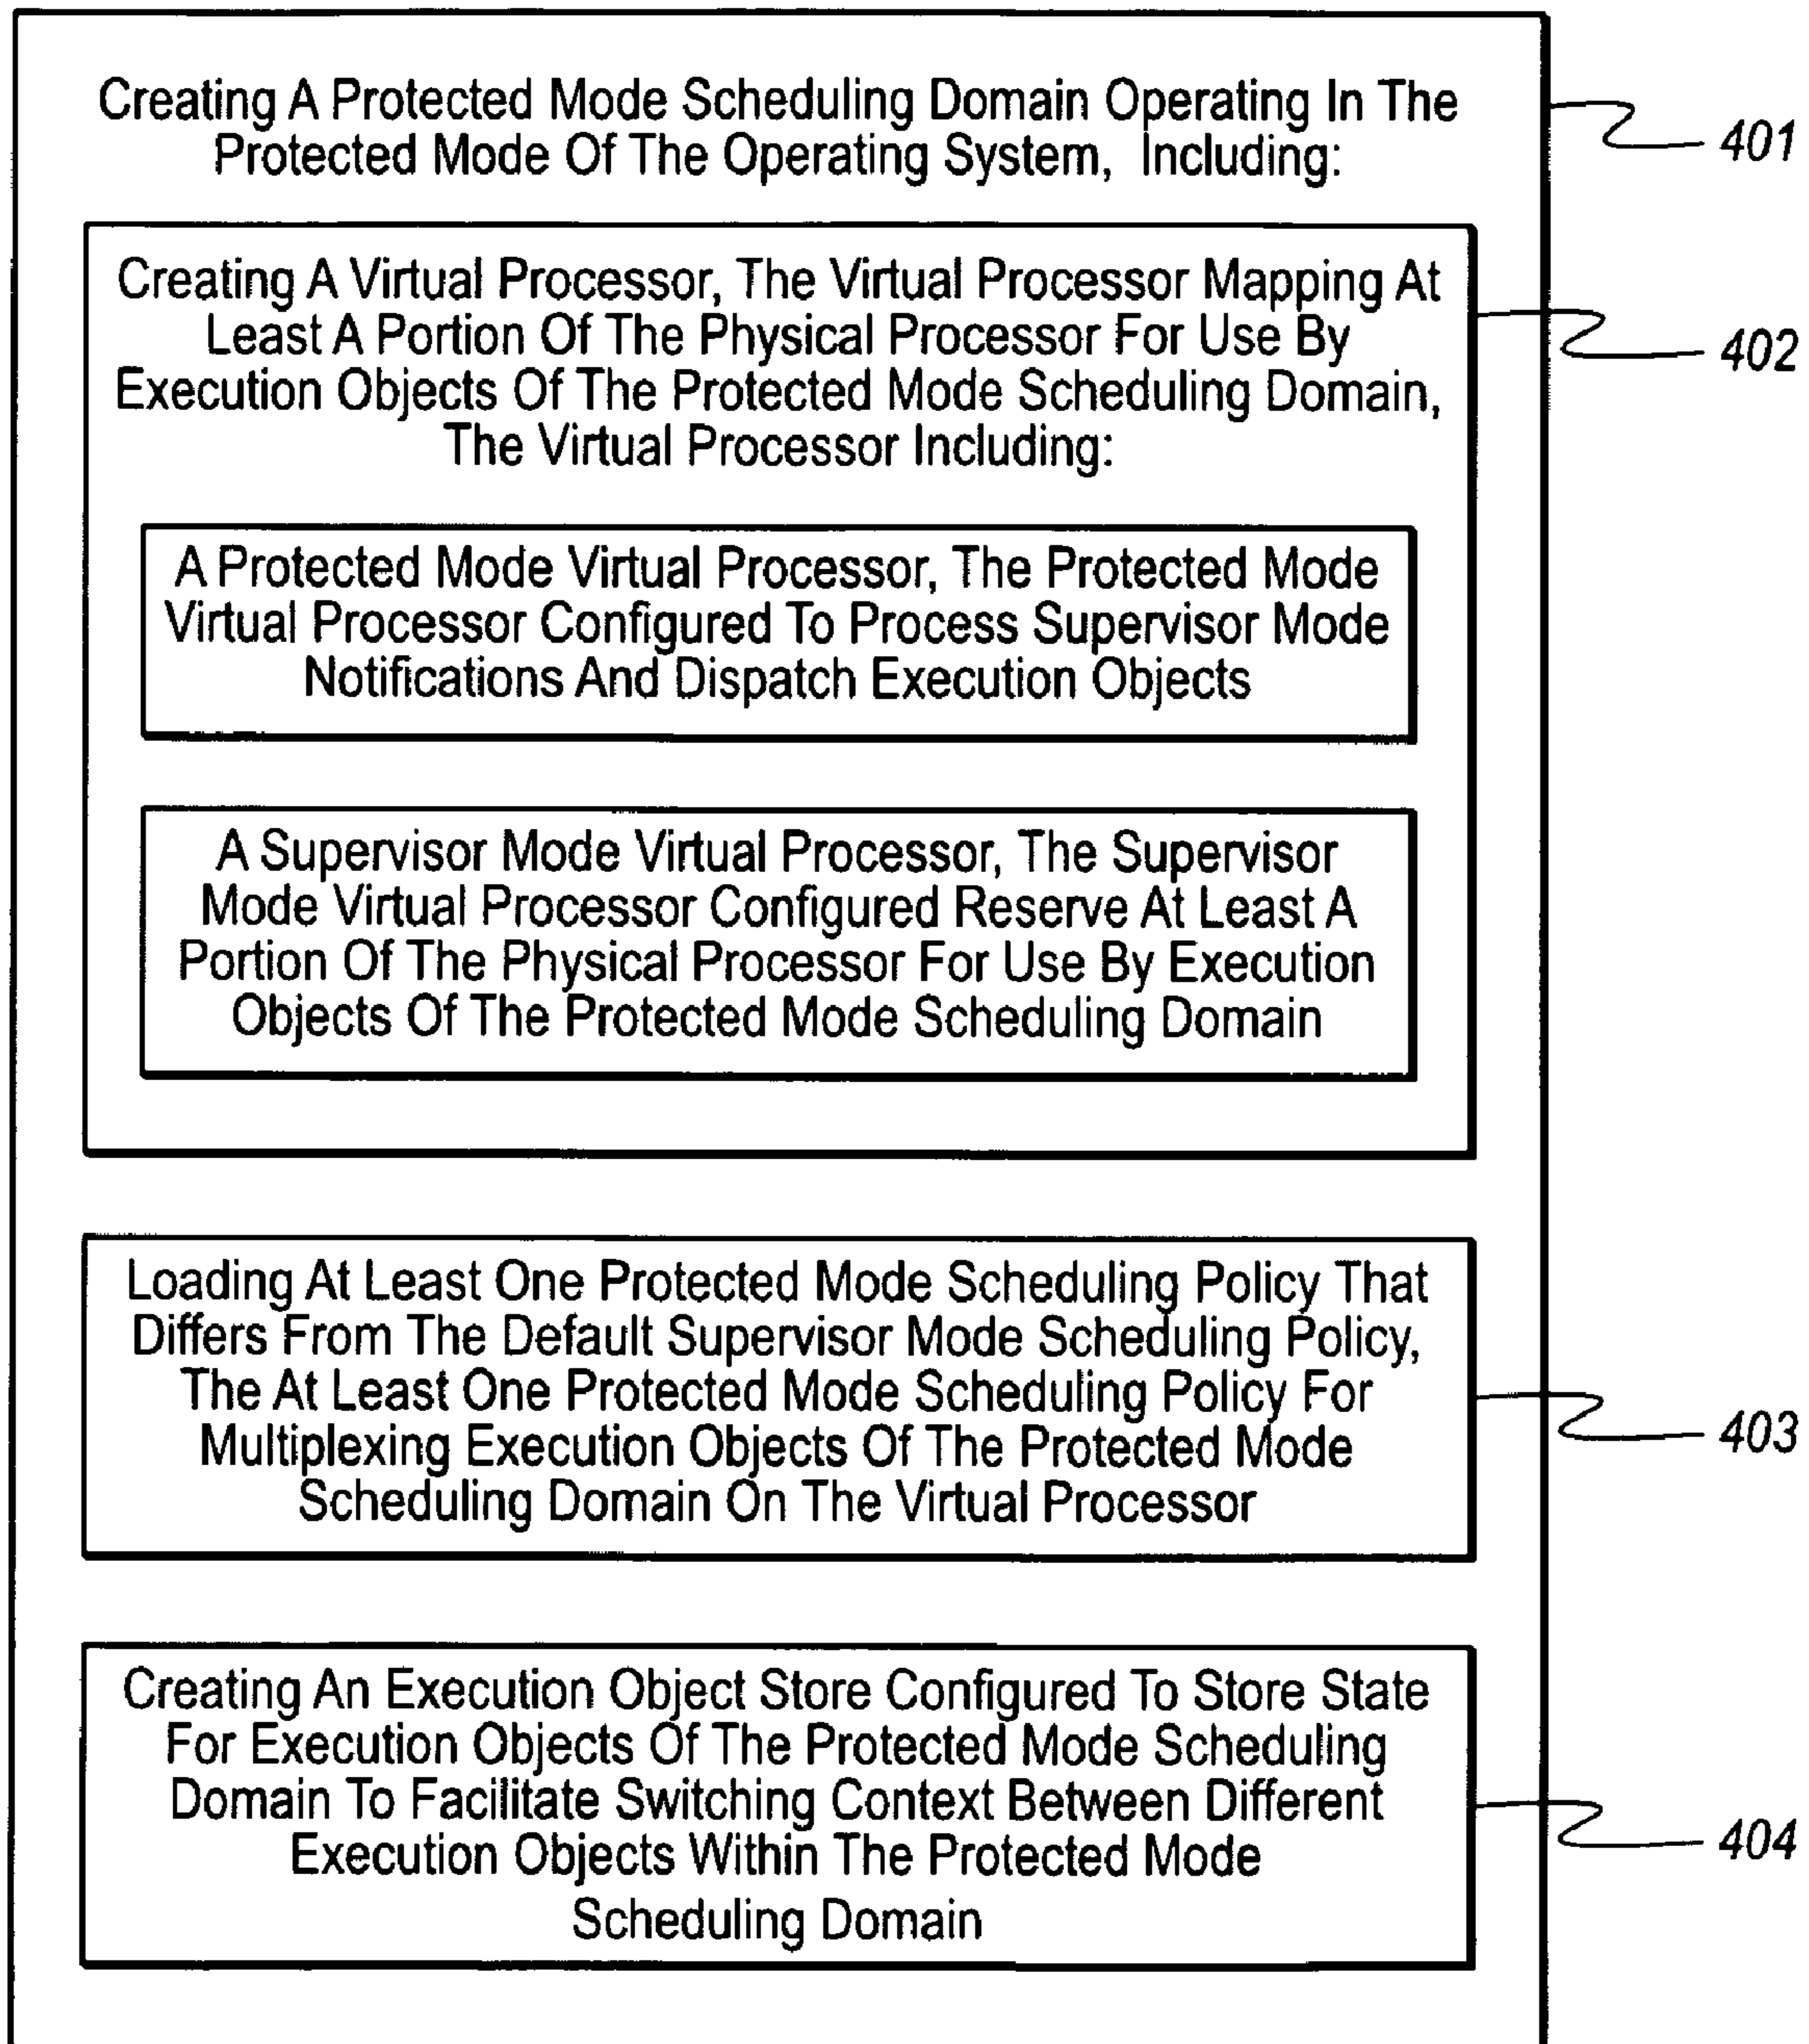 Creating A Protected Mode Scheduling Domain Operating In The
Protected Mode Of The Operating System, Including:
401
Creating A Virtual Processor, The Virtual Processor Mapping At
Least A Portion Of The Physical Processor For Use By
Execution Objects Of The Protected Mode Scheduling Domain,
The Virtual Processor Including:
402
A Protected Mode Virtual Processor, The Protected Mode
Virtual Processor Configured To Process Supervisor Mode
Notifications And Dispatch Execution Objects
A Supervisor Mode Virtual Processor, The Supervisor
Mode Virtual Processor Configured Reserve At Least A
Portion Of The Physical Processor For Use By Execution
Objects Of The Protected Mode Scheduling Domain
Loading At Least One Protected Mode Scheduling Policy That
Differs From The Default Supervisor Mode Scheduling Policy,
The At Least One Protected Mode Scheduling Policy For
Multiplexing Execution Objects Of The Protected Mode
Scheduling Domain On The Virtual Processor
403
Creating An Execution Object Store Configured To Store State
For Execution Objects Of The Protected Mode Scheduling
Domain To Facilitate Switching Context Between Different
Execution Objects Within The Protected Mode
Scheduling Domain
404